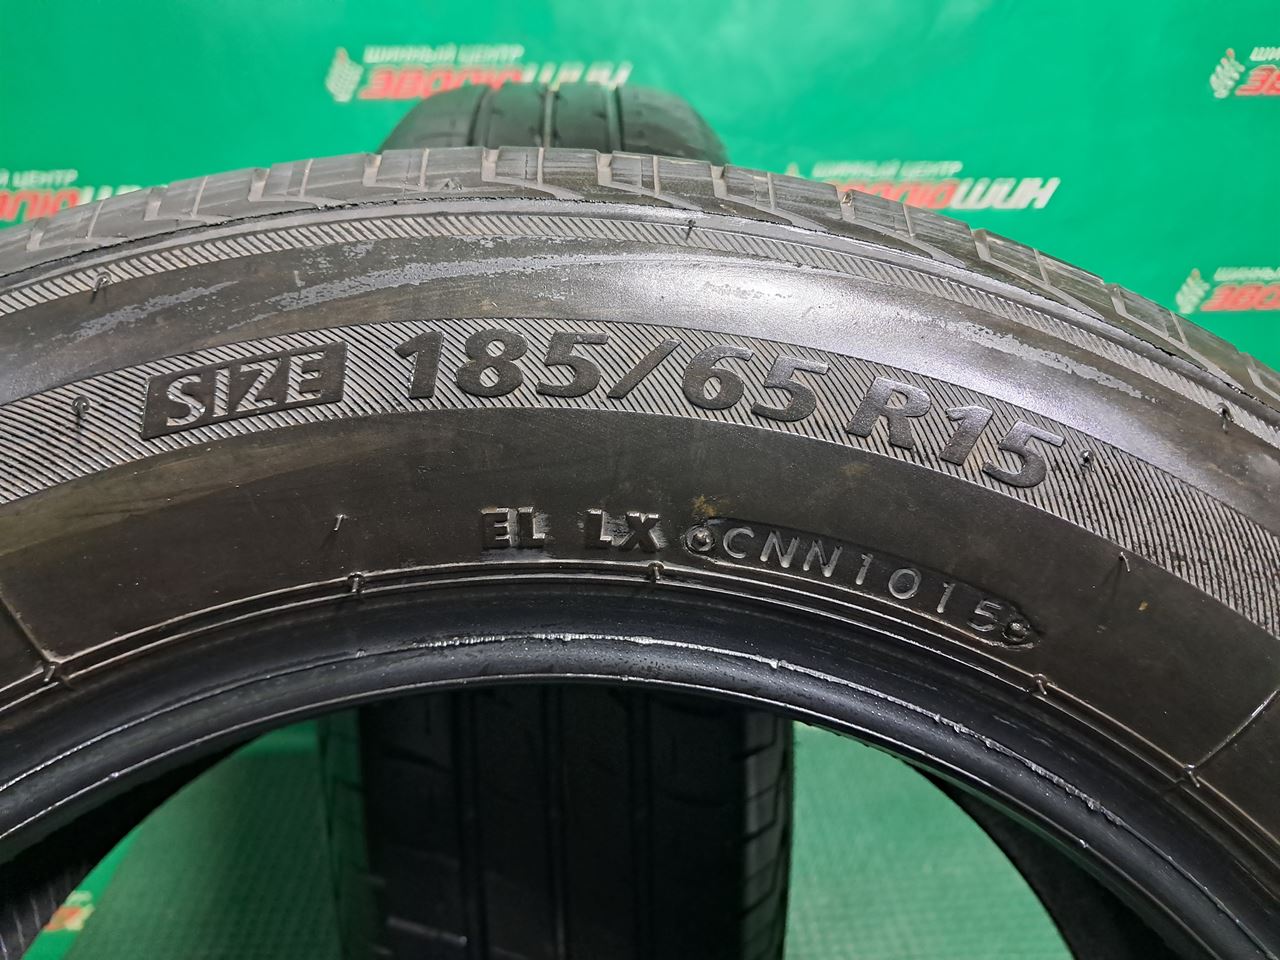 ШИННЫЙ ЦЕНТР
ЭВОЛЮШИН
ШИННЫЙ ЦЕНТР
ЭВОЛЮШИН
SIZE 185/65 R15
EL LX CNN1015